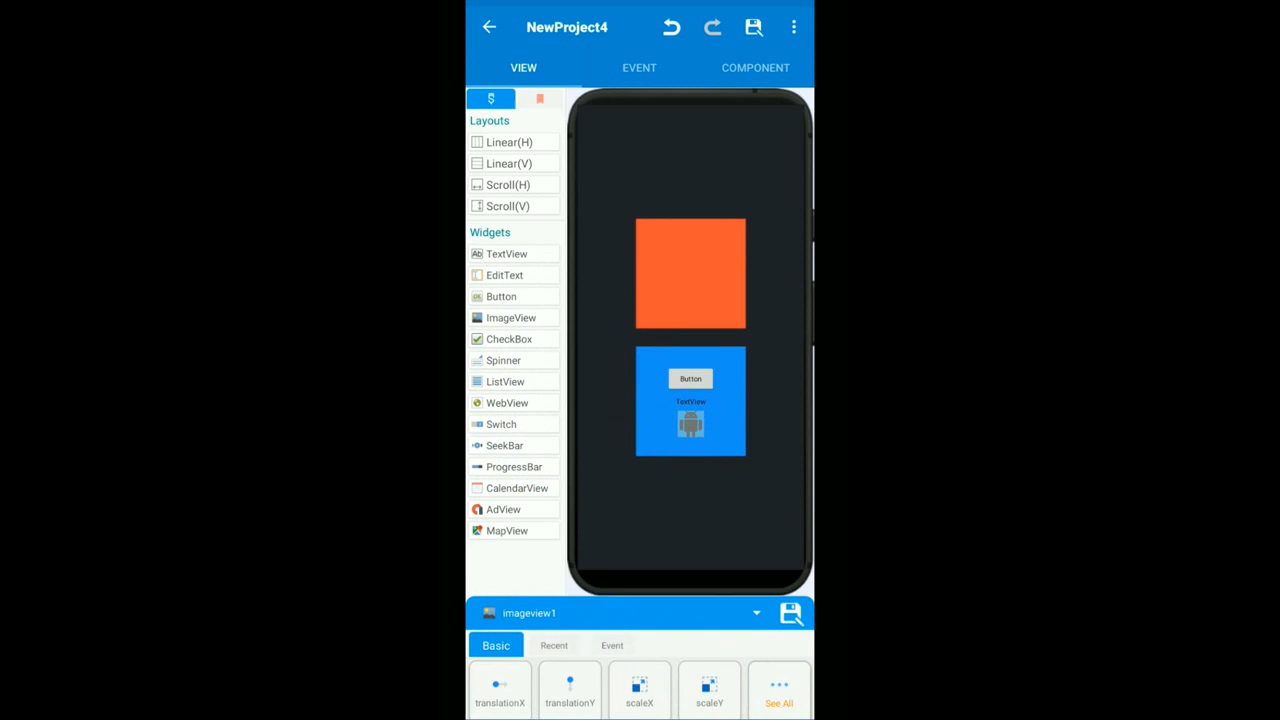 NewProject4
VIEW
EVENT
COMPONENT
Layouts
Linear(H)
Linear(V)
Scroll(H)
Scroll(V)
Widgets
Ab TextView
EditText
Button
ImageView
CheckBox
Spinner
ListView
WebView
Switch
SeekBar
ProgressBar
CalendarView
AdView
MapView
Button
TextView
imageview1
Basic
Recent
Event
translationX
translationY
scaleX
scaleY
See All